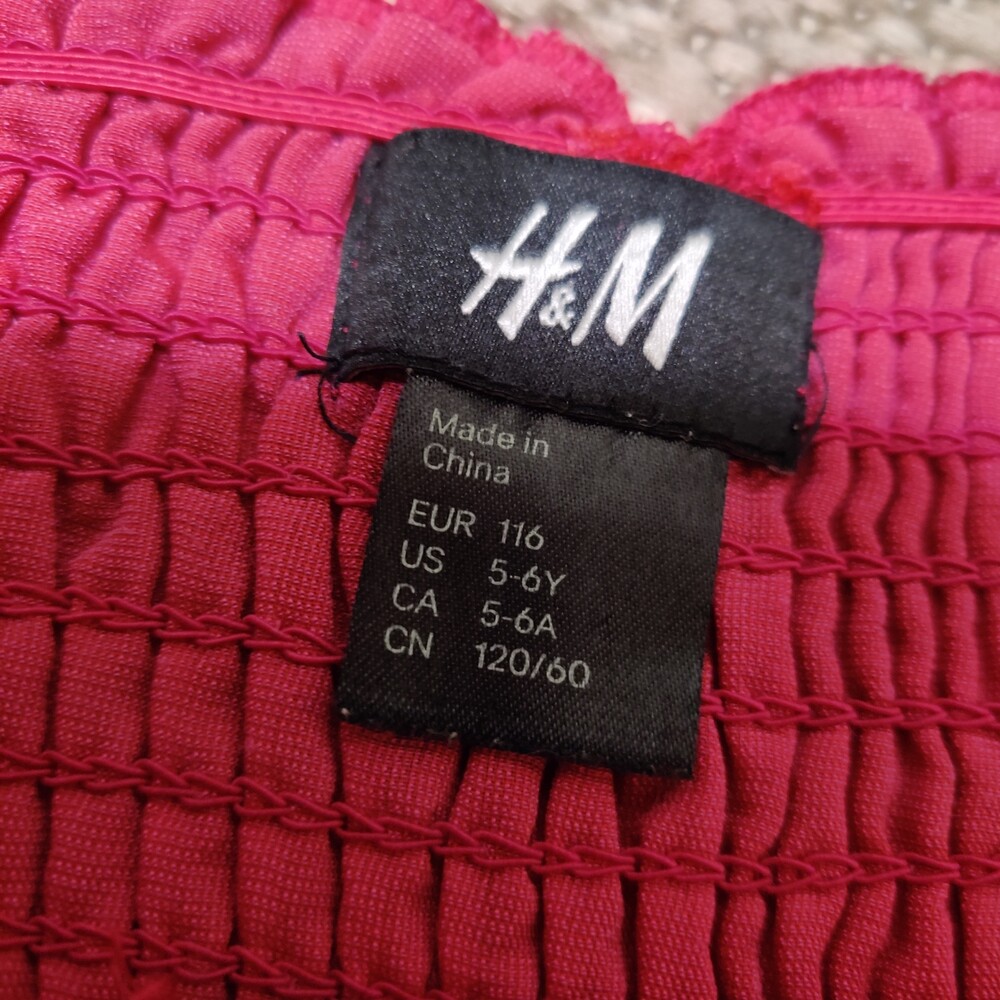 H&M
Made in
China
EUR 116
US 5-6Y
CA 5-6A
CN 120/60